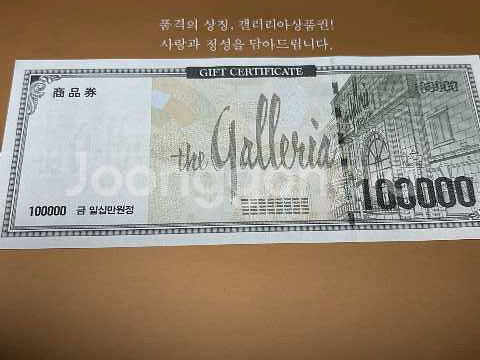 품격의 상징, 갤러리아상품권!
사랑과 정성을 담아드립니다.
GIFT CERTIFICATE
商品券
100000
the Galleria
Joongbong
100000
100000 금 일십만원정